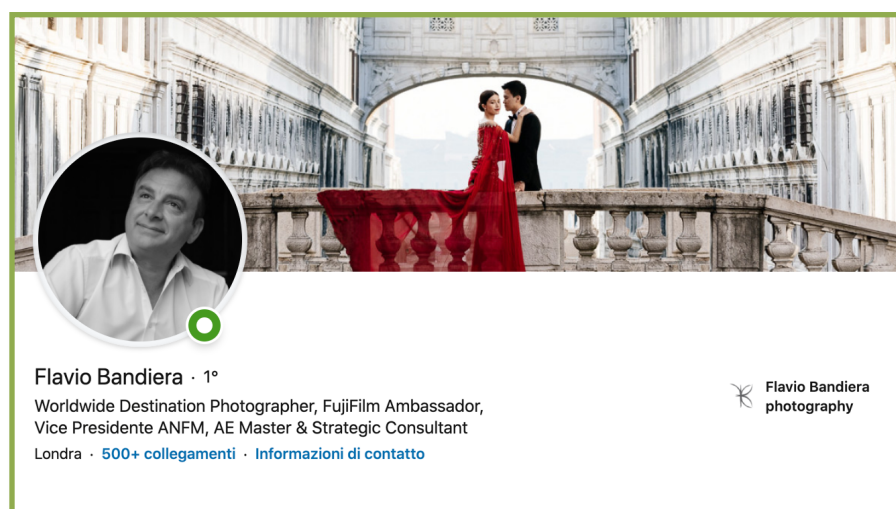 Flavio Bandiera · 1°
Worldwide Destination Photographer, FujiFilm Ambassador,
Vice Presidente ANFM, AE Master & Strategic Consultant
Londra · 500+ collegamenti · Informazioni di contatto
Flavio Bandiera
photography